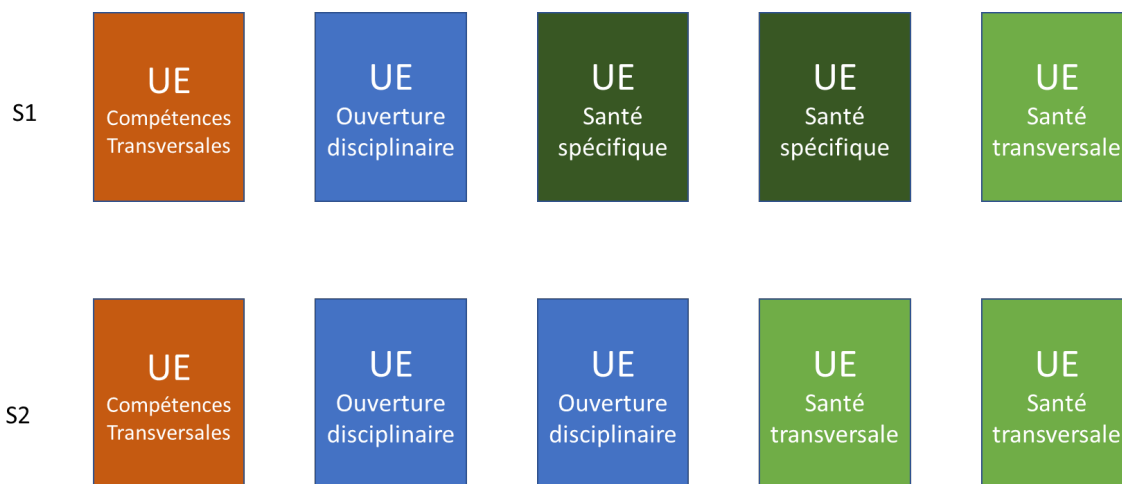 S1
UE
Compétences
Transversales
UE
Ouverture
disciplinaire
UE
Santé
spécifique
UE
Santé
spécifique
UE
Santé
transversale
S2
UE
Compétences
Transversales
UE
Ouverture
disciplinaire
UE
Ouverture
disciplinaire
UE
Santé
transversale
UE
Santé
transversale